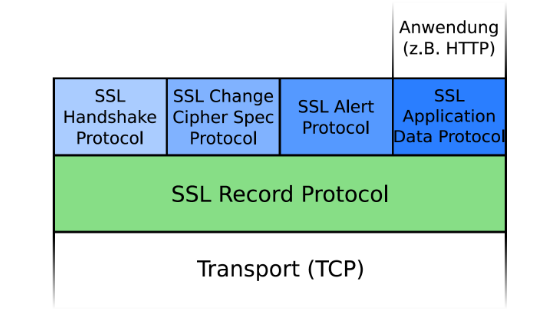 Anwendung
(z.B. HTTP)
SSL
Handshake
Protocol
SSL Change
Cipher Spec
Protocol
SSL Alert
Protocol
SSL
Application
Data Protocol
SSL Record Protocol
Transport (TCP)